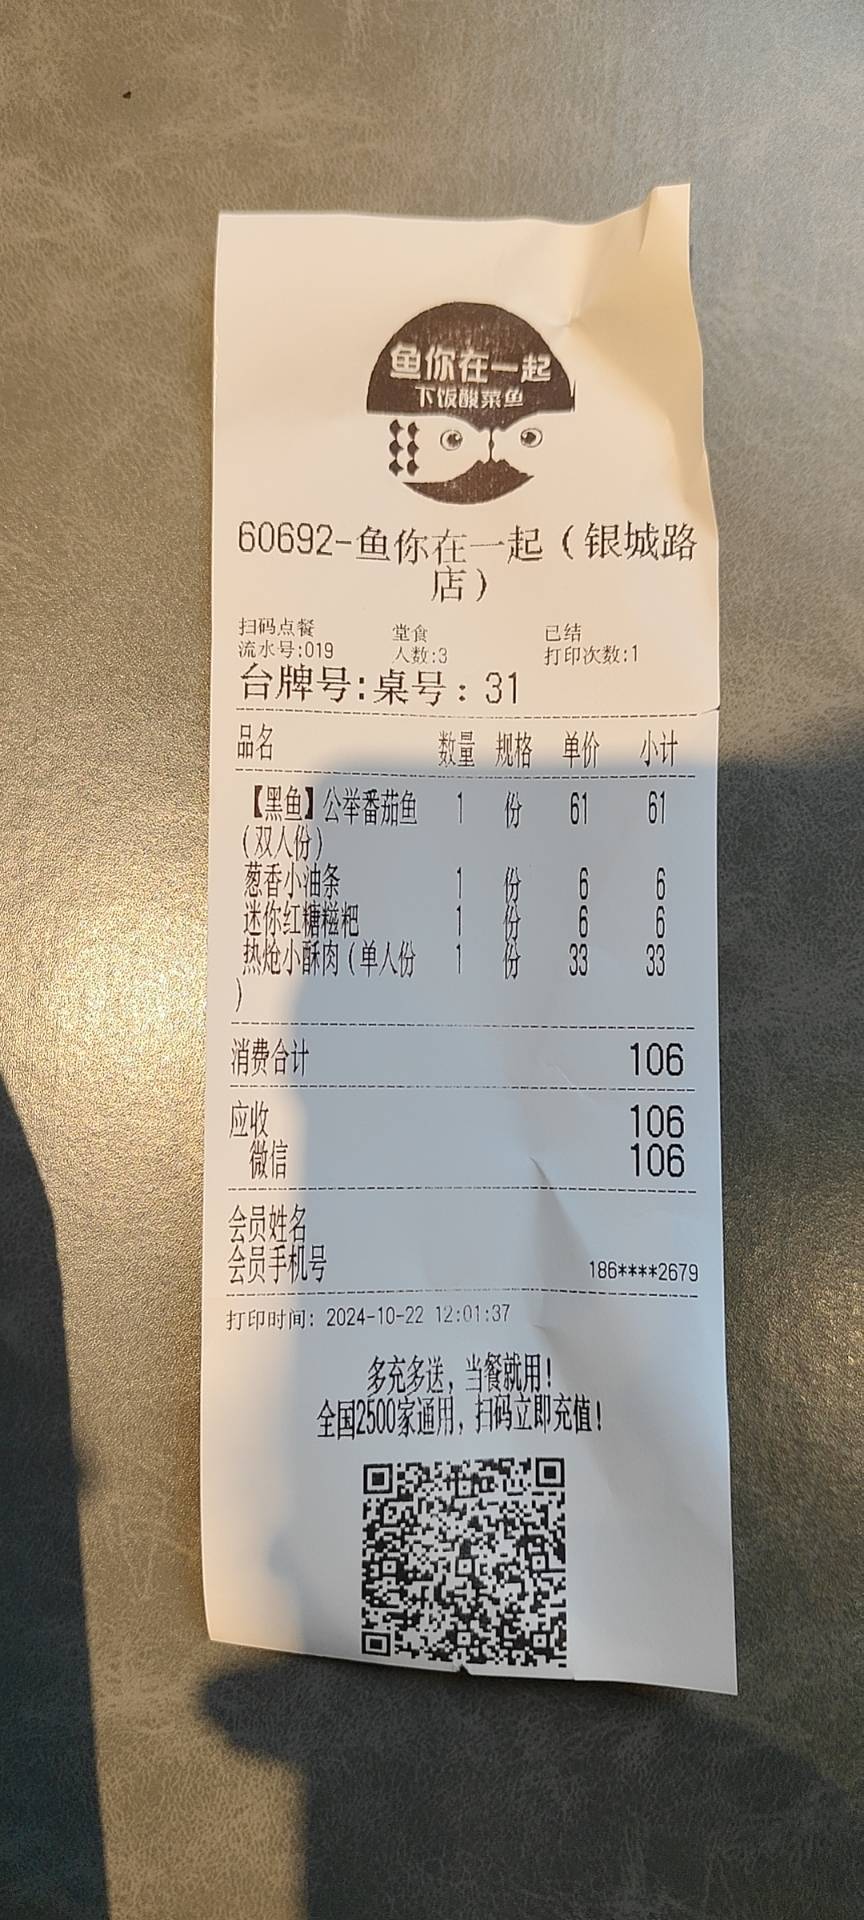 鱼你在一起
下饭酸菜鱼
60692-鱼你在一起（银城路
店）
扫码点餐 堂食 已结
流水号:019 人数:3 打印次数:1
台牌号:桌号：31
品名 数量 规格 单价 小计
【黑鱼】公举番茄鱼 1 份 61 61
（双人份）
葱香小油条 1 份 6 6
迷你红糖糍粑 1 份 6 6
热炝小酥肉（单人份 1 份 33 33
）
消费合计 106
应收 106
微信 106
会员姓名
会员手机号 186****2679
打印时间: 2024-10-22 12:01:37
多充多送，当餐就用！
全国2500家通用，扫码立即充值！